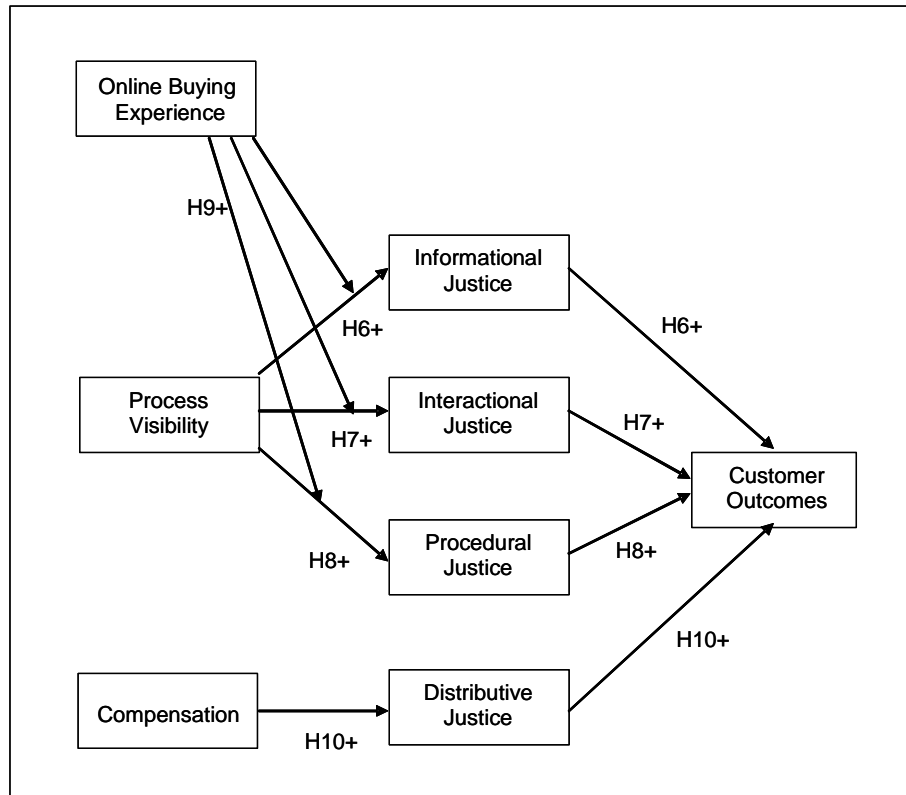 Online Buying
Experience
H9+
Informational
Justice
H6+
H6+
Process
Visibility
Interactional
Justice
H7+
H7+
Customer
Outcomes
Procedural
Justice
H8+
H8+
H10+
Compensation
Distributive
Justice
H10+